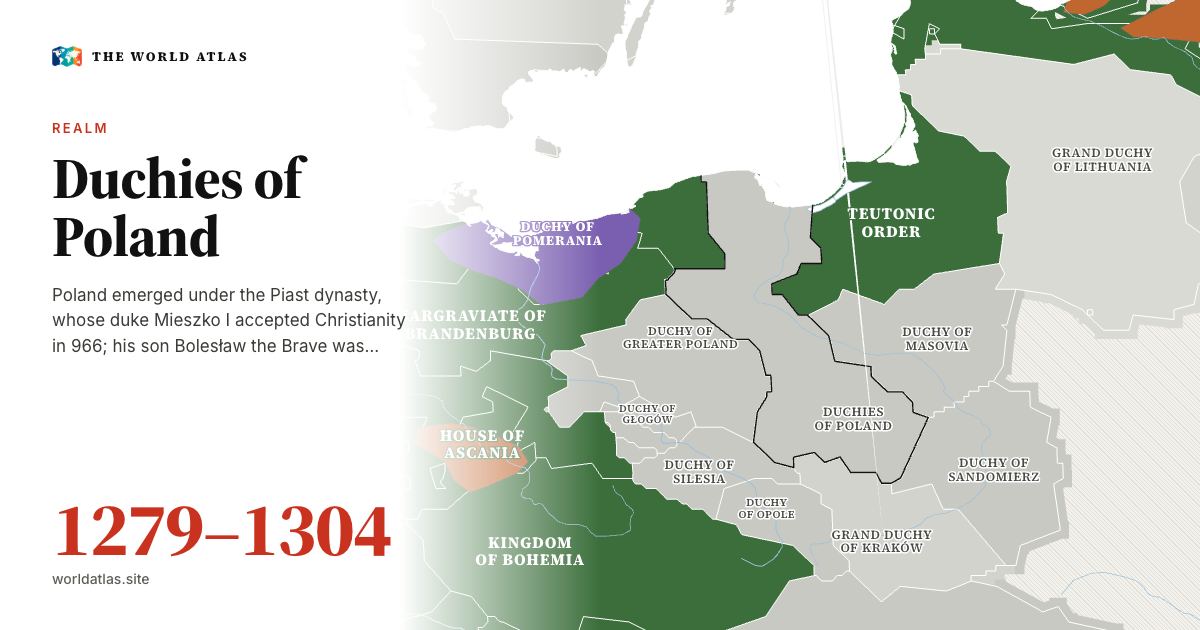 THE WORLD ATLAS
REALM
Duchies of
Poland
Poland emerged under the Piast dynasty,
whose duke Mieszko I accepted Christianity
in 966; his son Bolesław the Brave was...
1279–1304
worldatlas.site
GRAND DUCHY
OF LITHUANIA
TEUTONIC
ORDER
DUCHY OF
POMERANIA
ARGRAVIATE OF
BRANDENBURG
DUCHY OF
GREATER POLAND
DUCHY OF
MASOVIA
DUCHY OF
GŁOGÓW
DUCHIES
OF POLAND
HOUSE OF
ASCANIA
DUCHY OF
SILESIA
DUCHY OF
SANDOMIERZ
DUCHY
OF OPOLE
GRAND DUCHY
OF KRAKÓW
KINGDOM
OF BOHEMIA